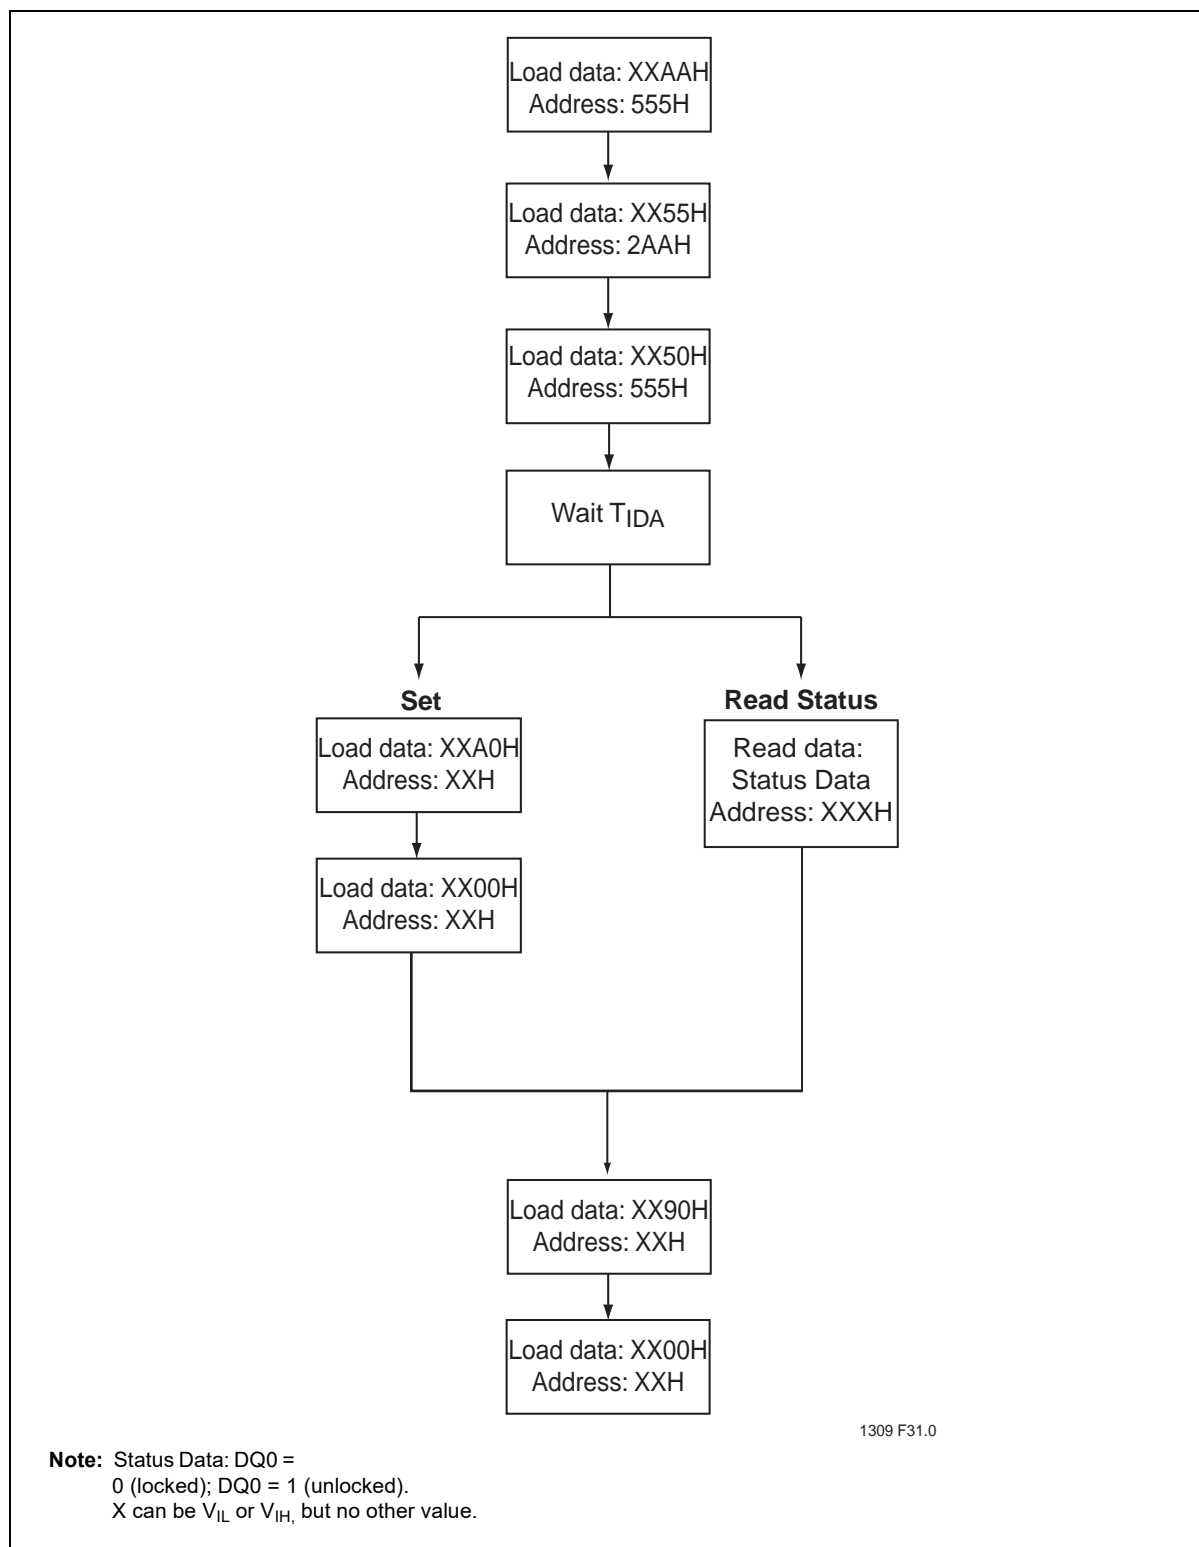 Load data: XXAAH
Address: 555H
Load data: XX55H
Address: 2AAH
Load data: XX50H
Address: 555H
Wait TIDA
Set
Load data: XXA0H
Address: XXH
Load data: XX00H
Address: XXH
Read Status
Read data:
Status Data
Address: XXXH
Load data: XX90H
Address: XXH
Load data: XX00H
Address: XXH
1309 F31.0
Note: Status Data: DQ0 =
0 (locked); DQ0 = 1 (unlocked).
X can be VIL or VIH, but no other value.